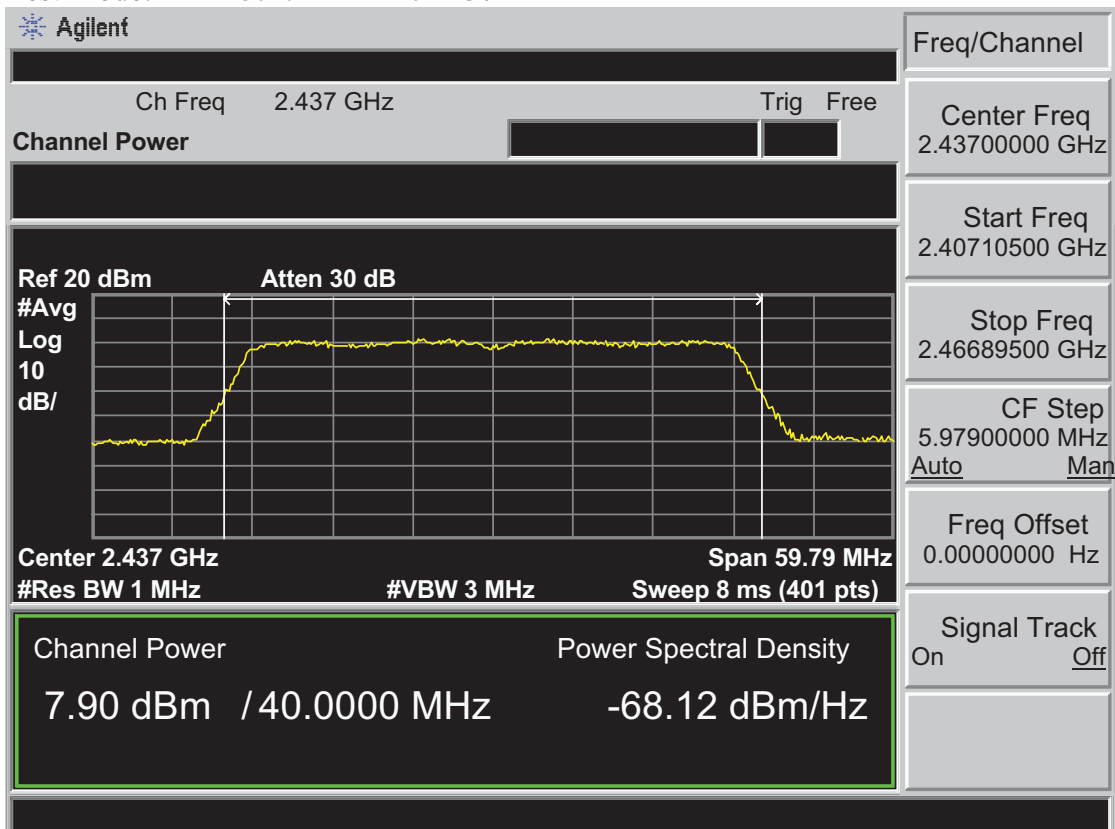 Agilent
Freq/Channel
Ch Freq 2.437 GHz Trig Free
Channel Power
Center Freq
2.43700000 GHz
Start Freq
2.40710500 GHz
Stop Freq
2.46689500 GHz
CF Step
5.97900000 MHz
Auto Man
Freq Offset
0.00000000 Hz
Signal Track
On Off
Ref 20 dBm Atten 30 dB
#Avg
Log
10
dB/
Center 2.437 GHz Span 59.79 MHz
#Res BW 1 MHz #VBW 3 MHz Sweep 8 ms (401 pts)
Channel Power Power Spectral Density
7.90 dBm / 40.0000 MHz -68.12 dBm/Hz